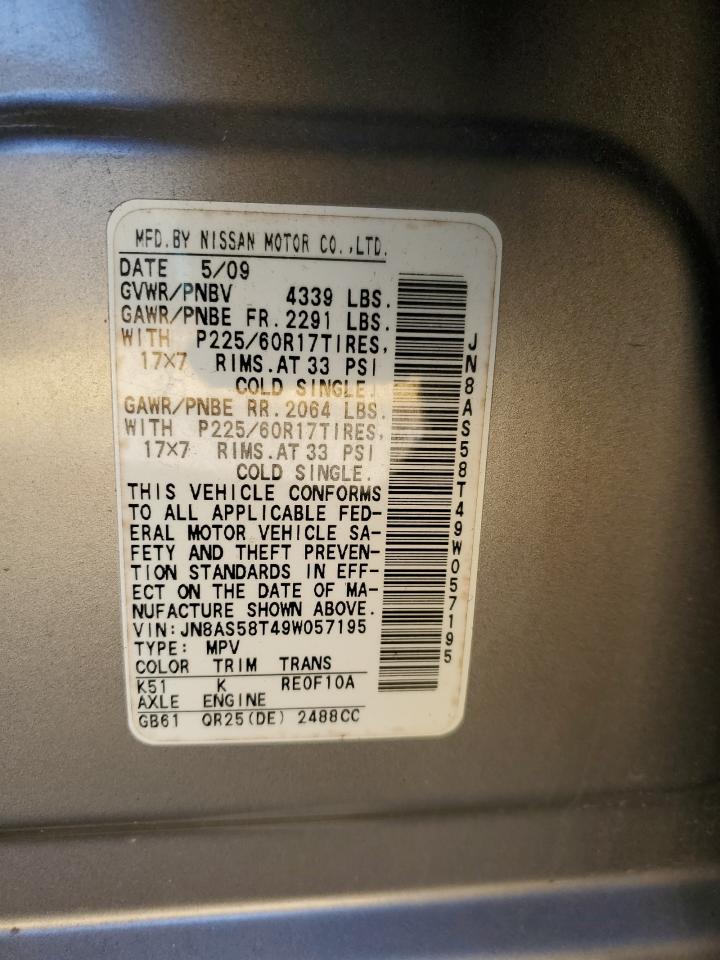 MFD.BY NISSAN MOTOR CO.,LTD.
DATE 5/09
GVWR/PNBV 4339 LBS.
GAWR/PNBE FR.2291 LBS.
WITH P225/60R17TIRES,
17X7 RIMS.AT 33 PSI
COLD SINGLE.
GAWR/PNBE RR.2064 LBS.
WITH P225/60R17TIRES,
17X7 RIMS.AT 33 PSI
COLD SINGLE.
THIS VEHICLE CONFORMS
TO ALL APPLICABLE FED-
ERAL MOTOR VEHICLE SA-
FETY AND THEFT PREVEN-
TION STANDARDS IN EFF-
ECT ON THE DATE OF MA-
NUFACTURE SHOWN ABOVE.
VIN:JN8AS58T49W057195
TYPE: MPV
COLOR TRIM TRANS
K51 K RE0F10A
AXLE ENGINE
GB61 QR25(DE) 2488CC
JN8AS58T49W057195